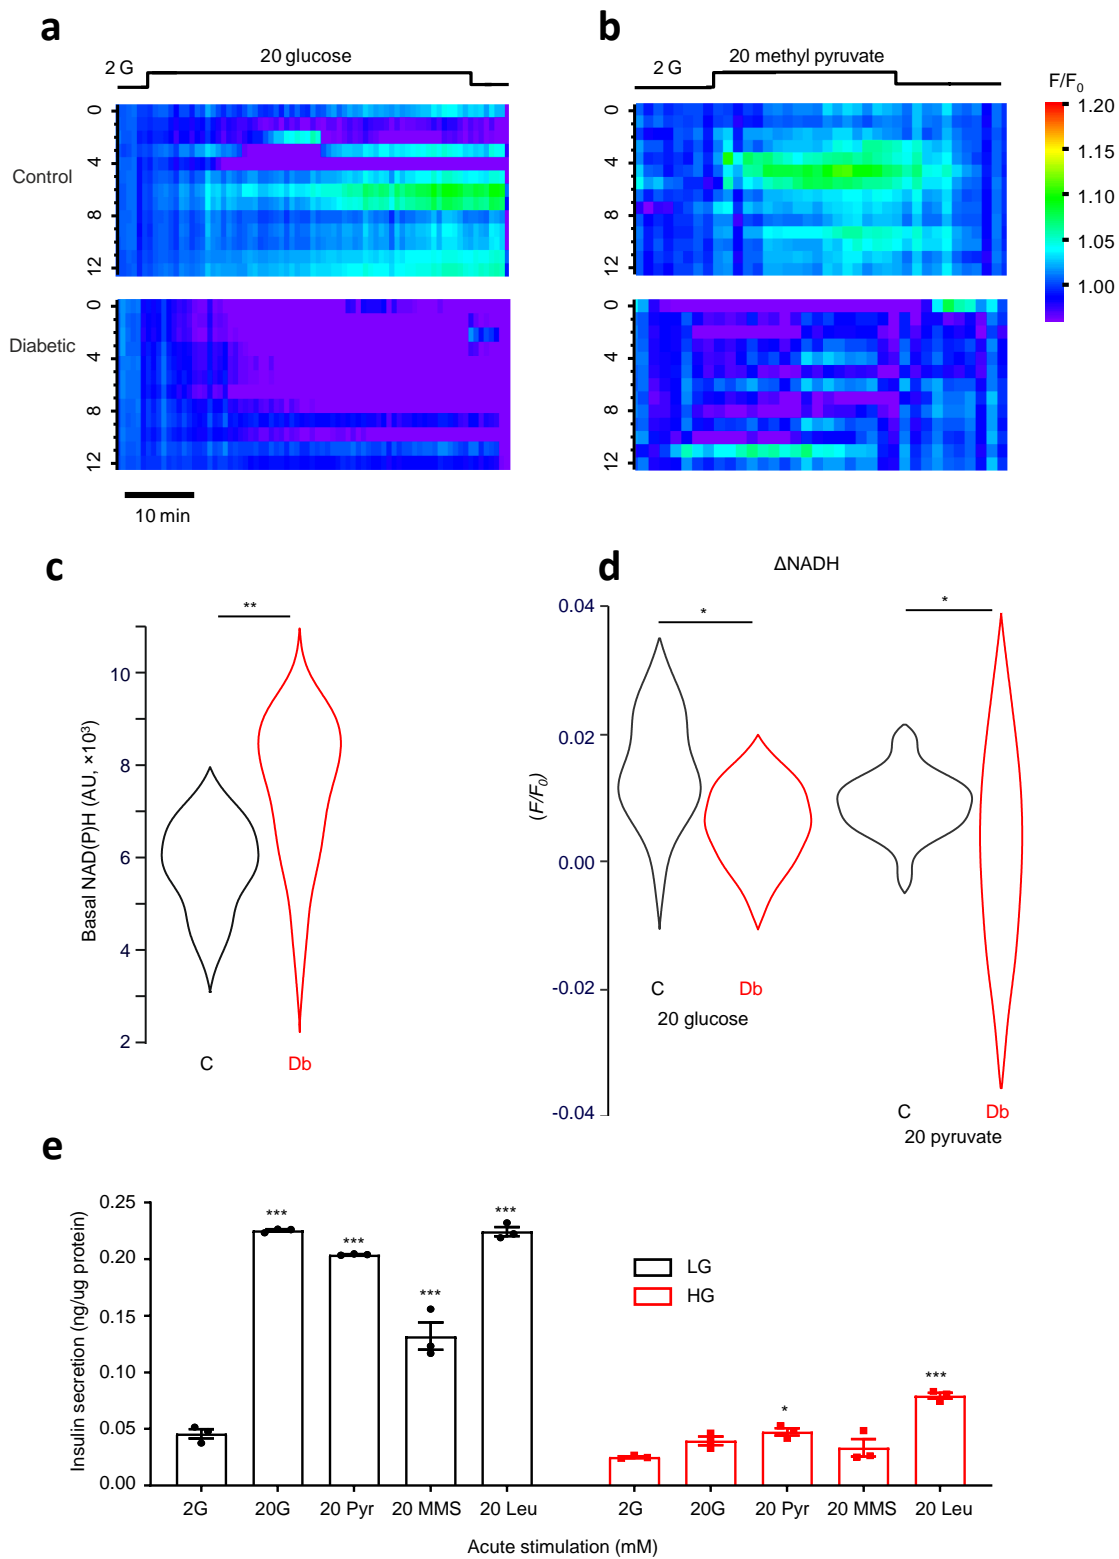 a
b
2 G
20 glucose
2 G
20 methyl pyruvate
F/F0
Control
0
4
8
12
0
4
8
12
1.20
1.15
1.10
1.05
1.00
Diabetic
0
4
8
12
0
4
8
12
10 min
c
**
Basal NAD(P)H (AU, ×10³)
10
8
6
4
2
C
Db
d
ΔNADH
*
*
(F/F0)
0.04
0.02
0.00
-0.02
-0.04
C
Db
20 glucose
C
Db
20 pyruvate
e
Insulin secretion (ng/ug protein)
0.25
0.20
0.15
0.10
0.05
0.00
***
***
***
***
*
***
LG
HG
2G
20G
20 Pyr
20 MMS
20 Leu
2G
20G
20 Pyr
20 MMS
20 Leu
Acute stimulation (mM)